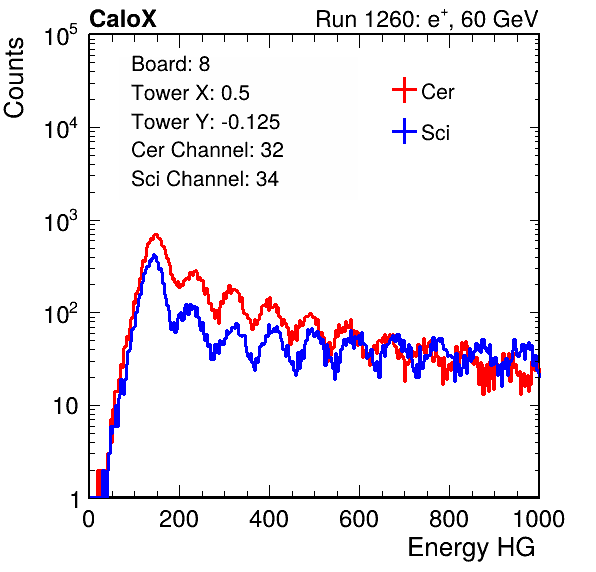 CaloX
Run 1260: e⁺, 60 GeV
Counts
10⁵
10⁴
10³
10²
10
1
Board: 8
Tower X: 0.5
Tower Y: -0.125
Cer Channel: 32
Sci Channel: 34
Cer
Sci
0 200 400 600 800 1000
Energy HG